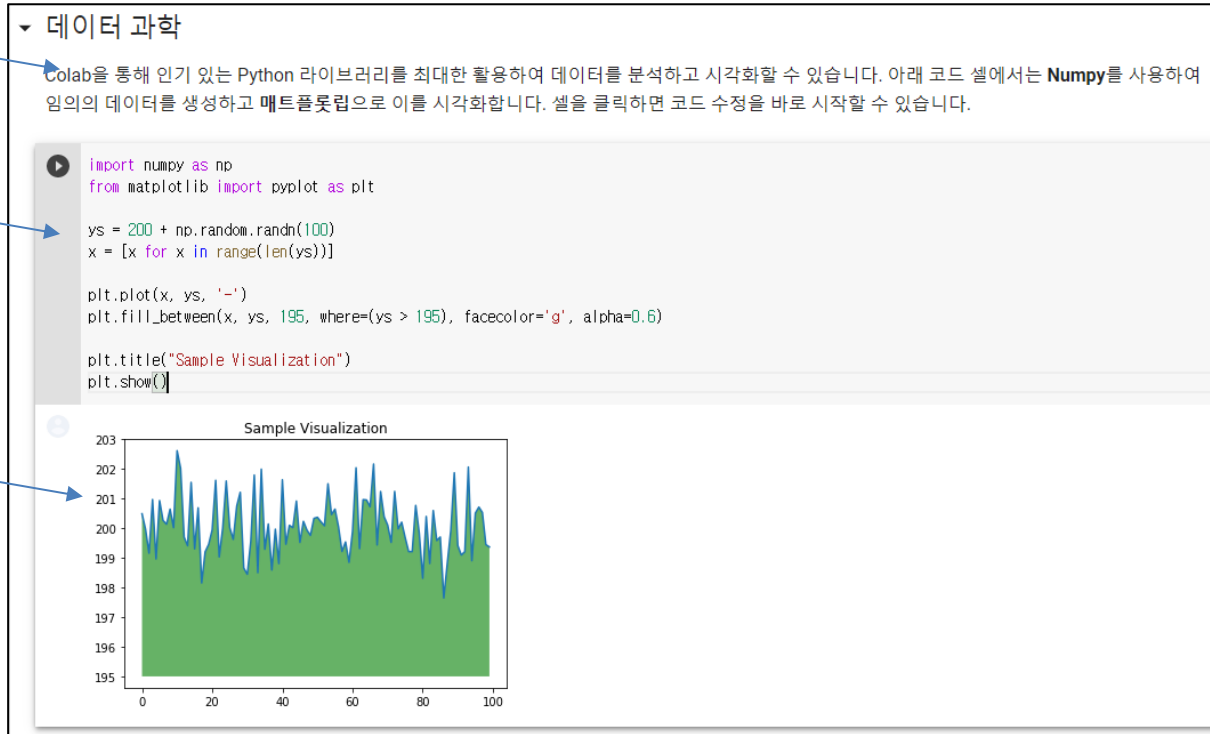 데이터 과학
Colab을 통해 인기 있는 Python 라이브러리를 최대한 활용하여 데이터를 분석하고 시각화할 수 있습니다. 아래 코드 셀에서는 Numpy를 사용하여
임의의 데이터를 생성하고 매트플롯립으로 이를 시각화합니다. 셀을 클릭하면 코드 수정을 바로 시작할 수 있습니다.
import numpy as np
from matplotlib import pyplot as plt
ys = 200 + np.random.randn(100)
x = [x for x in range(len(ys))]
plt.plot(x, ys, '-')
plt.fill_between(x, ys, 195, where=(ys > 195), facecolor='g', alpha=0.6)
plt.title("Sample Visualization")
plt.show()
Sample Visualization
203
202
201
200
199
198
197
196
195
0 20 40 60 80 100